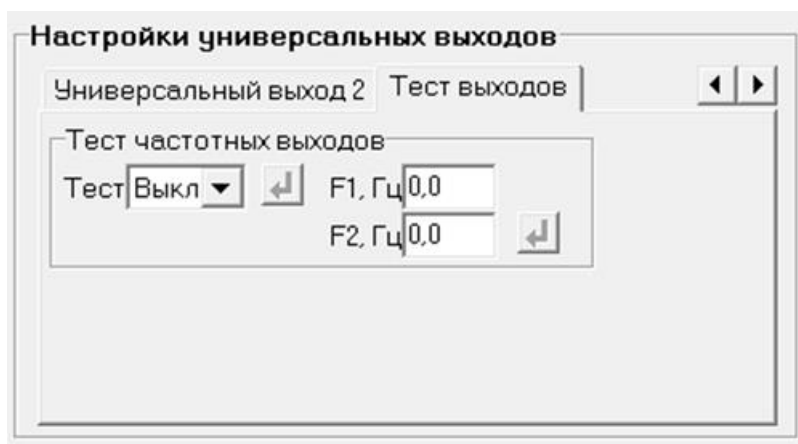 Настройки универсальных выходов
Универсальный выход 2 Тест выходов
Тест частотных выходов
Тест Выкл F1, Гц 0,0
F2, Гц 0,0